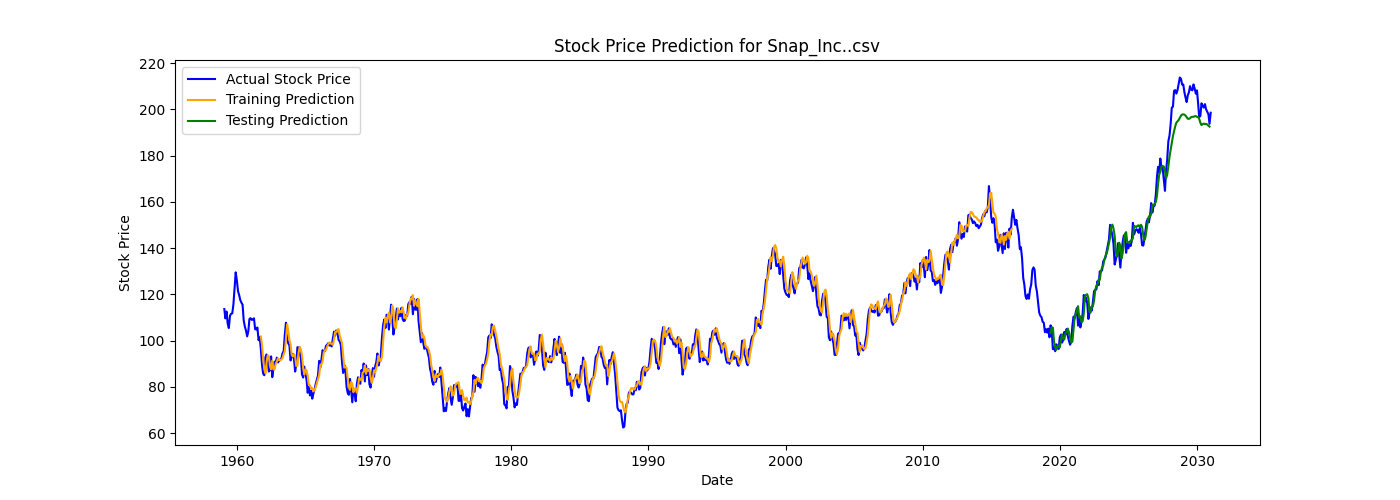 Stock Price Prediction for Snap_Inc..csv
Actual Stock Price
Training Prediction
Testing Prediction
Stock Price
220
200
180
160
140
120
100
80
60
1960
1970
1980
1990
2000
2010
2020
2030
Date